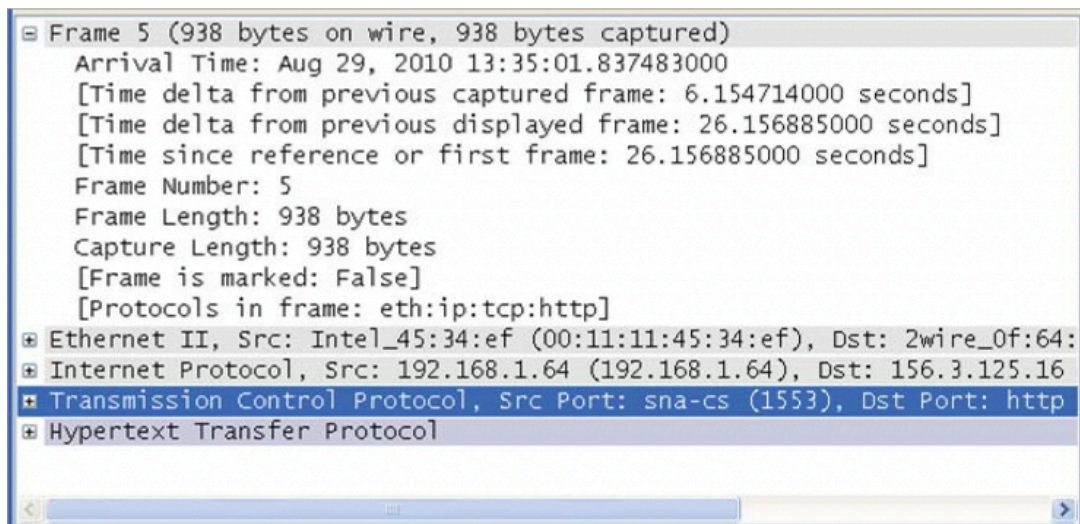 Frame 5 (938 bytes on wire, 938 bytes captured)
Arrival Time: Aug 29, 2010 13:35:01.837483000
[Time delta from previous captured frame: 6.154714000 seconds]
[Time delta from previous displayed frame: 26.156885000 seconds]
[Time since reference or first frame: 26.156885000 seconds]
Frame Number: 5
Frame Length: 938 bytes
Capture Length: 938 bytes
[Frame is marked: False]
[Protocols in frame: eth:ip:tcp:http]
Ethernet II, Src: Intel_45:34:ef (00:11:11:45:34:ef), Dst: 2wire_0f:64:
Internet Protocol, Src: 192.168.1.64 (192.168.1.64), Dst: 156.3.125.16
Transmission Control Protocol, Src Port: sna-cs (1553), Dst Port: http
Hypertext Transfer Protocol